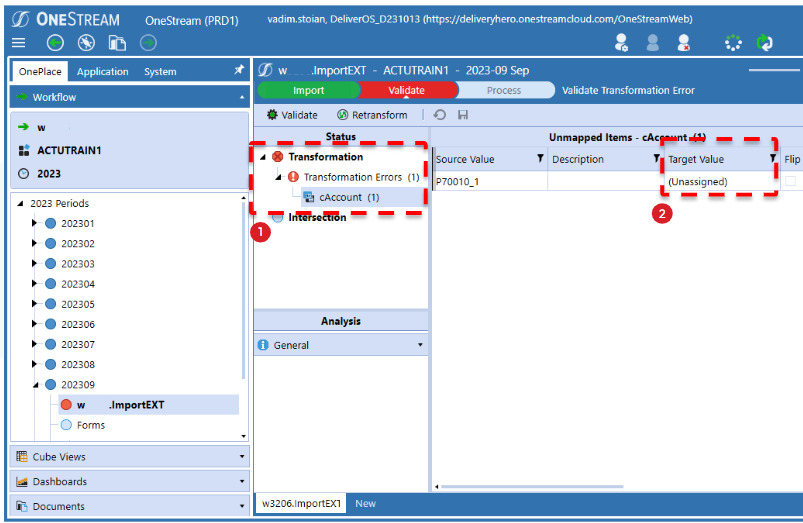 ONESTREAM
OneStream (PRD1)
vadim.stoian, DeliverOS_D231013 (https://deliveryhero.onestreamcloud.com/OneStreamWeb)
OnePlace
Application
System
w .ImportEXT - ACTUTRAIN1 - 2023-09 Sep
Import
Validate
Process
Validate Transformation Error
Workflow
w
ACTUTRAIN1
2023
2023 Periods
202301
202302
202303
202304
202305
202306
202307
202308
202309
w .ImportEXT
Forms
Cube Views
Dashboards
Documents
Validate
Retransform
Status
Transformation
Transformation Errors (1)
cAccount (1)
Intersection
1
Analysis
General
Unmapped Items - cAccount (1)
Source Value
Description
Target Value
Flip
P70010_1
(Unassigned)
2
w3206.ImportEXT
New